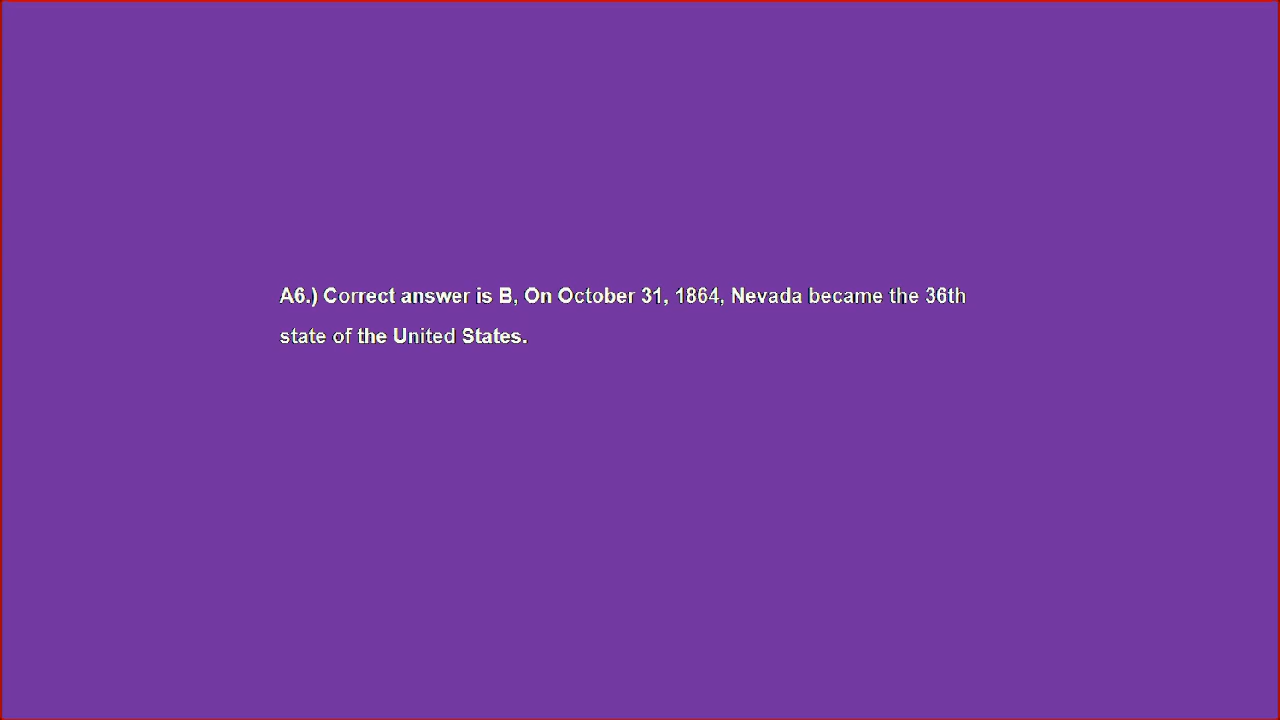 A6.) Correct answer is B, On October 31, 1864, Nevada became the 36th
state of the United States.